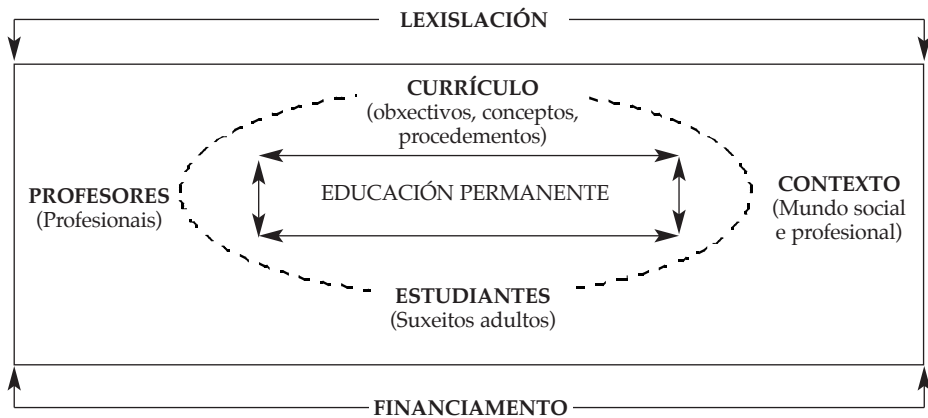 LEXISLACIÓN
CURRÍCULO
(obxectivos, conceptos,
procedementos)
PROFESORES
(Profesionais)
EDUCACIÓN PERMANENTE
CONTEXTO
(Mundo social
e profesional)
ESTUDIANTES
(Suxeitos adultos)
FINANCIAMENTO